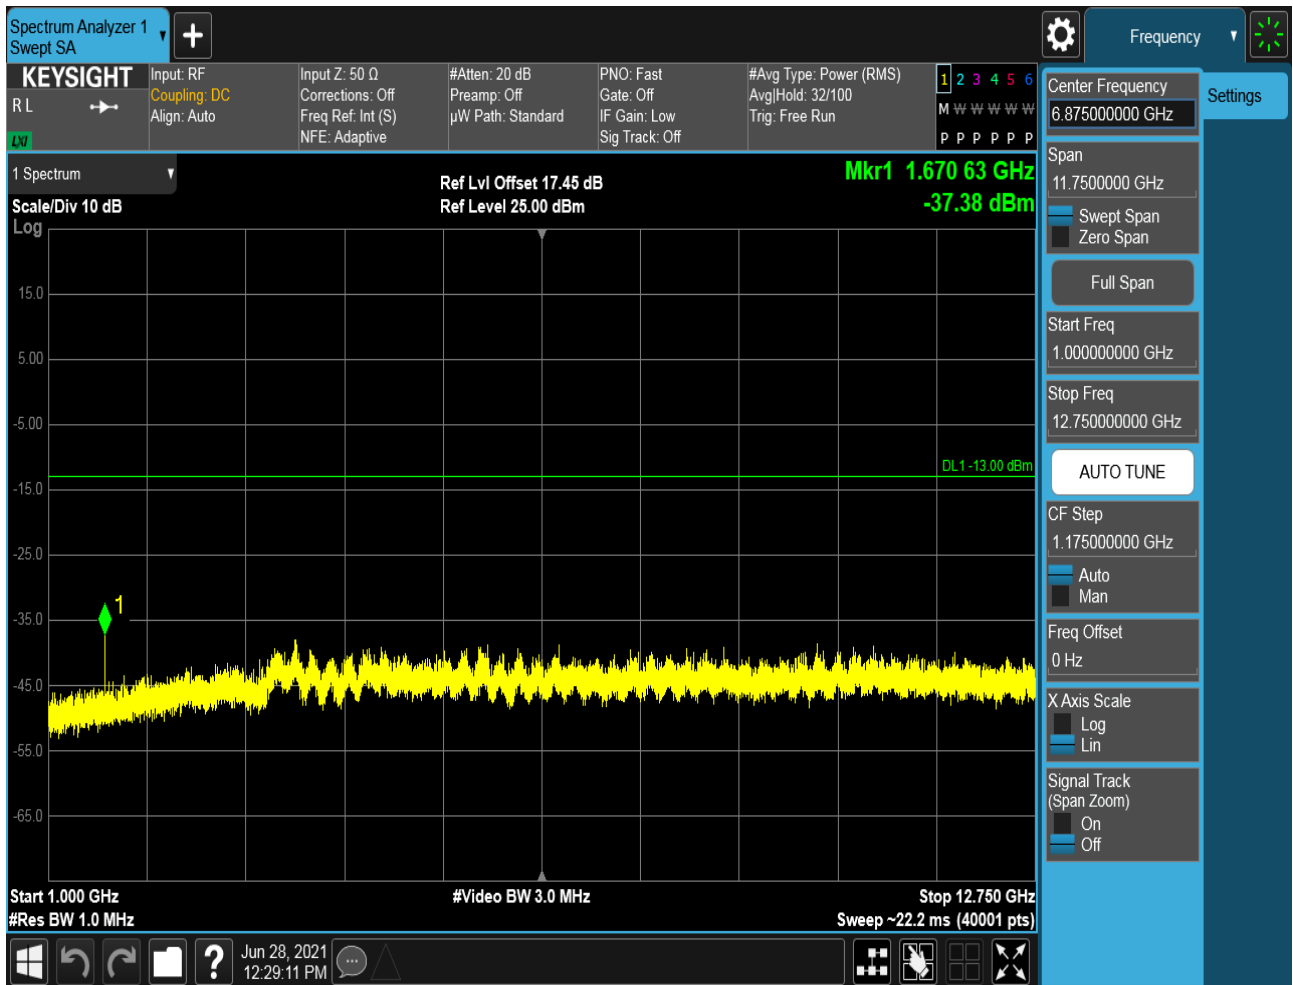 Spectrum Analyzer 1
Swept SA
Frequency
KEYSIGHT
R L
LXI
Input: RF
Coupling: DC
Align: Auto
Input Z: 50 Ω
Corrections: Off
Freq Ref: Int (S)
NFE: Adaptive
#Atten: 20 dB
Preamp: Off
µW Path: Standard
PNO: Fast
Gate: Off
IF Gain: Low
Sig Track: Off
#Avg Type: Power (RMS)
Avg|Hold: 32/100
Trig: Free Run
1 2 3 4 5 6
M W W W W W
P P P P P P
Center Frequency
6.875000000 GHz
Settings
1 Spectrum
Scale/Div 10 dB
Log
Ref Lvl Offset 17.45 dB
Ref Level 25.00 dBm
Mkr1 1.670 63 GHz
-37.38 dBm
15.0
5.00
-5.00
-15.0
-25.0
-35.0
-45.0
-55.0
-65.0
DL1 -13.00 dBm
1
Start 1.000 GHz
#Res BW 1.0 MHz
#Video BW 3.0 MHz
Stop 12.750 GHz
Sweep ~22.2 ms (40001 pts)
Span
11.7500000 GHz
Swept Span
Zero Span
Full Span
Start Freq
1.000000000 GHz
Stop Freq
12.750000000 GHz
AUTO TUNE
CF Step
1.175000000 GHz
Auto
Man
Freq Offset
0 Hz
X Axis Scale
Log
Lin
Signal Track
(Span Zoom)
On
Off
?
Jun 28, 2021
12:29:11 PM